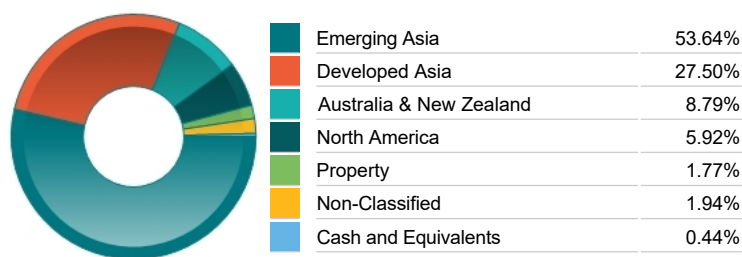 Emerging Asia 53.64%
Developed Asia 27.50%
Australia & New Zealand 8.79%
North America 5.92%
Property 1.77%
Non-Classified 1.94%
Cash and Equivalents 0.44%